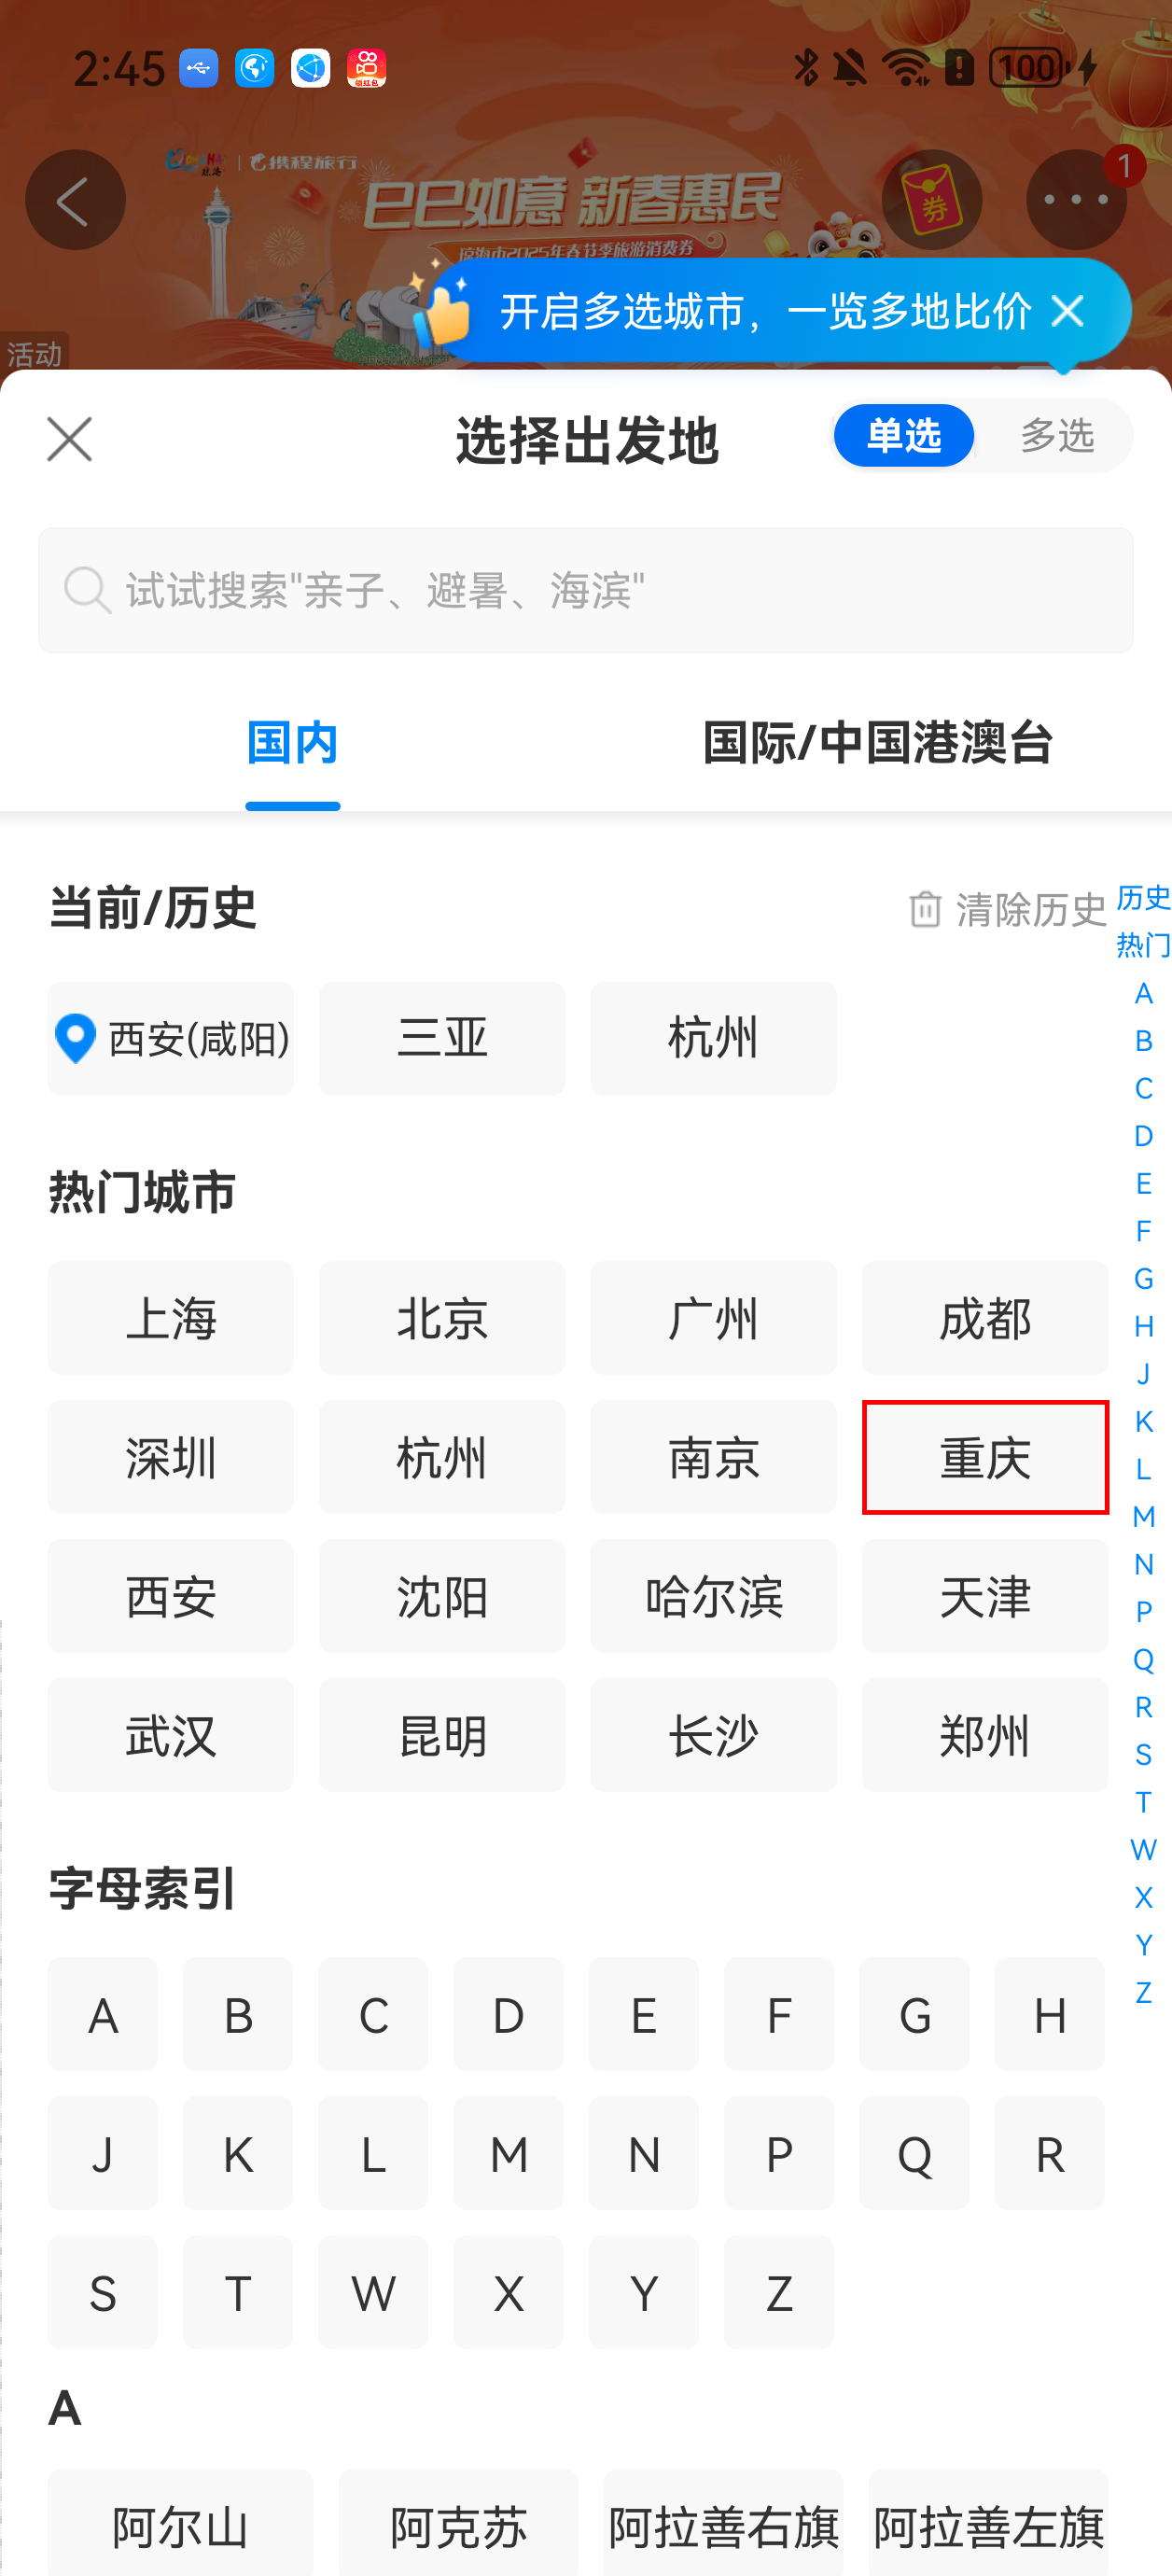 2:45
100
携程旅行
巳巳如意 新春惠民
琼海市2025年春节季旅游消费券
券
1
开启多选城市，一览多地比价
活动
选择出发地
单选
多选
试试搜索"亲子、避暑、海滨"
国内
国际/中国港澳台
当前/历史
清除历史
西安(咸阳)
三亚
杭州
热门城市
上海
北京
广州
成都
深圳
杭州
南京
重庆
西安
沈阳
哈尔滨
天津
武汉
昆明
长沙
郑州
字母索引
A
B
C
D
E
F
G
H
J
K
L
M
N
P
Q
R
S
T
W
X
Y
Z
A
阿尔山
阿克苏
阿拉善右旗
阿拉善左旗
历史
热门
A
B
C
D
E
F
G
H
J
K
L
M
N
P
Q
R
S
T
W
X
Y
Z